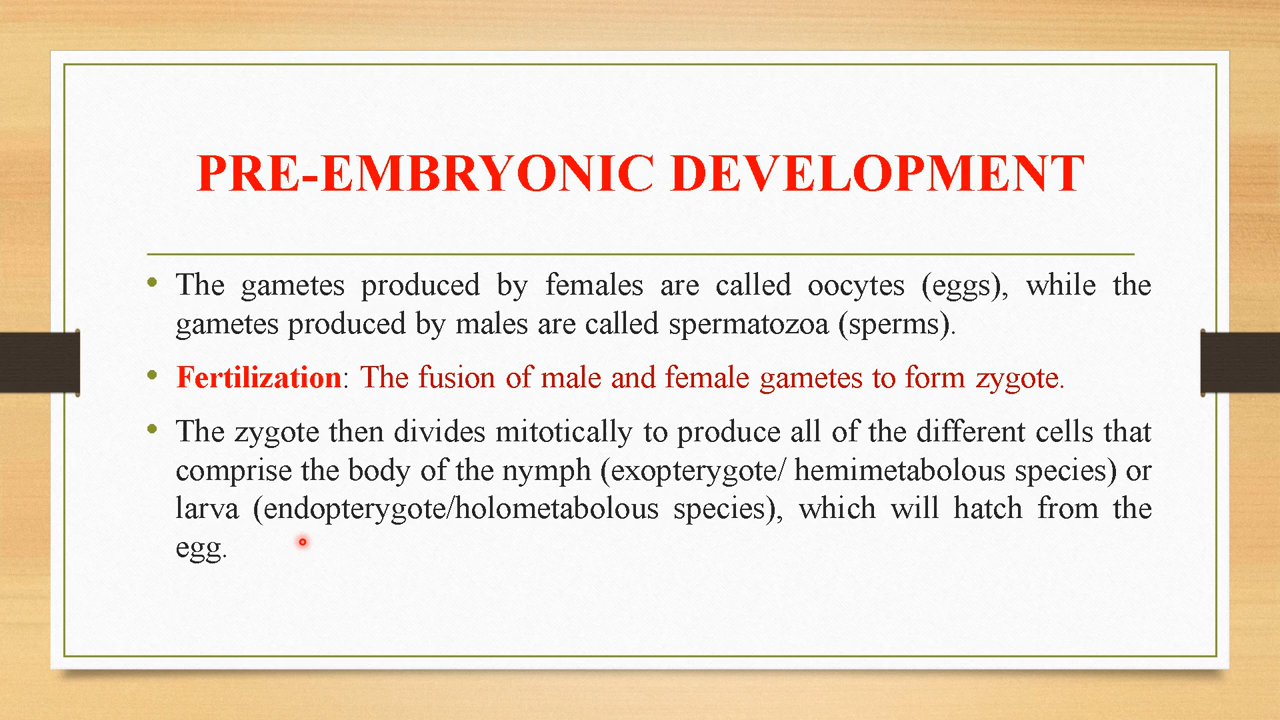 PRE-EMBRYONIC DEVELOPMENT
• The gametes produced by females are called oocytes (eggs), while the
gametes produced by males are called spermatozoa (sperms).
• Fertilization: The fusion of male and female gametes to form zygote.
• The zygote then divides mitotically to produce all of the different cells that
comprise the body of the nymph (exopterygote/ hemimetabolous species) or
larva (endopterygote/holometabolous species), which will hatch from the
egg.